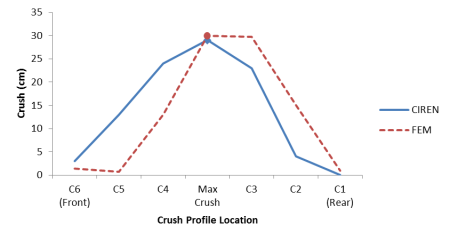 35
30
25
20
15
10
5
0
Crush (cm)
C6 C5 C4 Max C3 C2 C1
(Front) Crush (Rear)
Crush Profile Location
CIREN
FEM